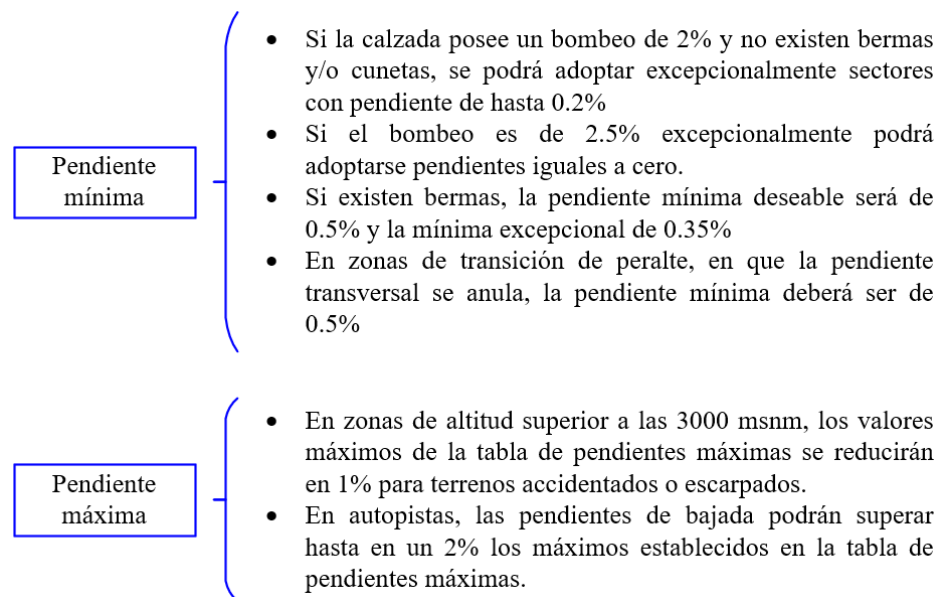 Pendiente
mínima
• Si la calzada posee un bombeo de 2% y no existen bermas
y/o cunetas, se podrá adoptar excepcionalmente sectores
con pendiente de hasta 0.2%
• Si el bombeo es de 2.5% excepcionalmente podrá
adoptarse pendientes iguales a cero.
• Si existen bermas, la pendiente mínima deseable será de
0.5% y la mínima excepcional de 0.35%
• En zonas de transición de peralte, en que la pendiente
transversal se anula, la pendiente mínima deberá ser de
0.5%
Pendiente
máxima
• En zonas de altitud superior a las 3000 msnm, los valores
máximos de la tabla de pendientes máximas se reducirán
en 1% para terrenos accidentados o escarpados.
• En autopistas, las pendientes de bajada podrán superar
hasta en un 2% los máximos establecidos en la tabla de
pendientes máximas.